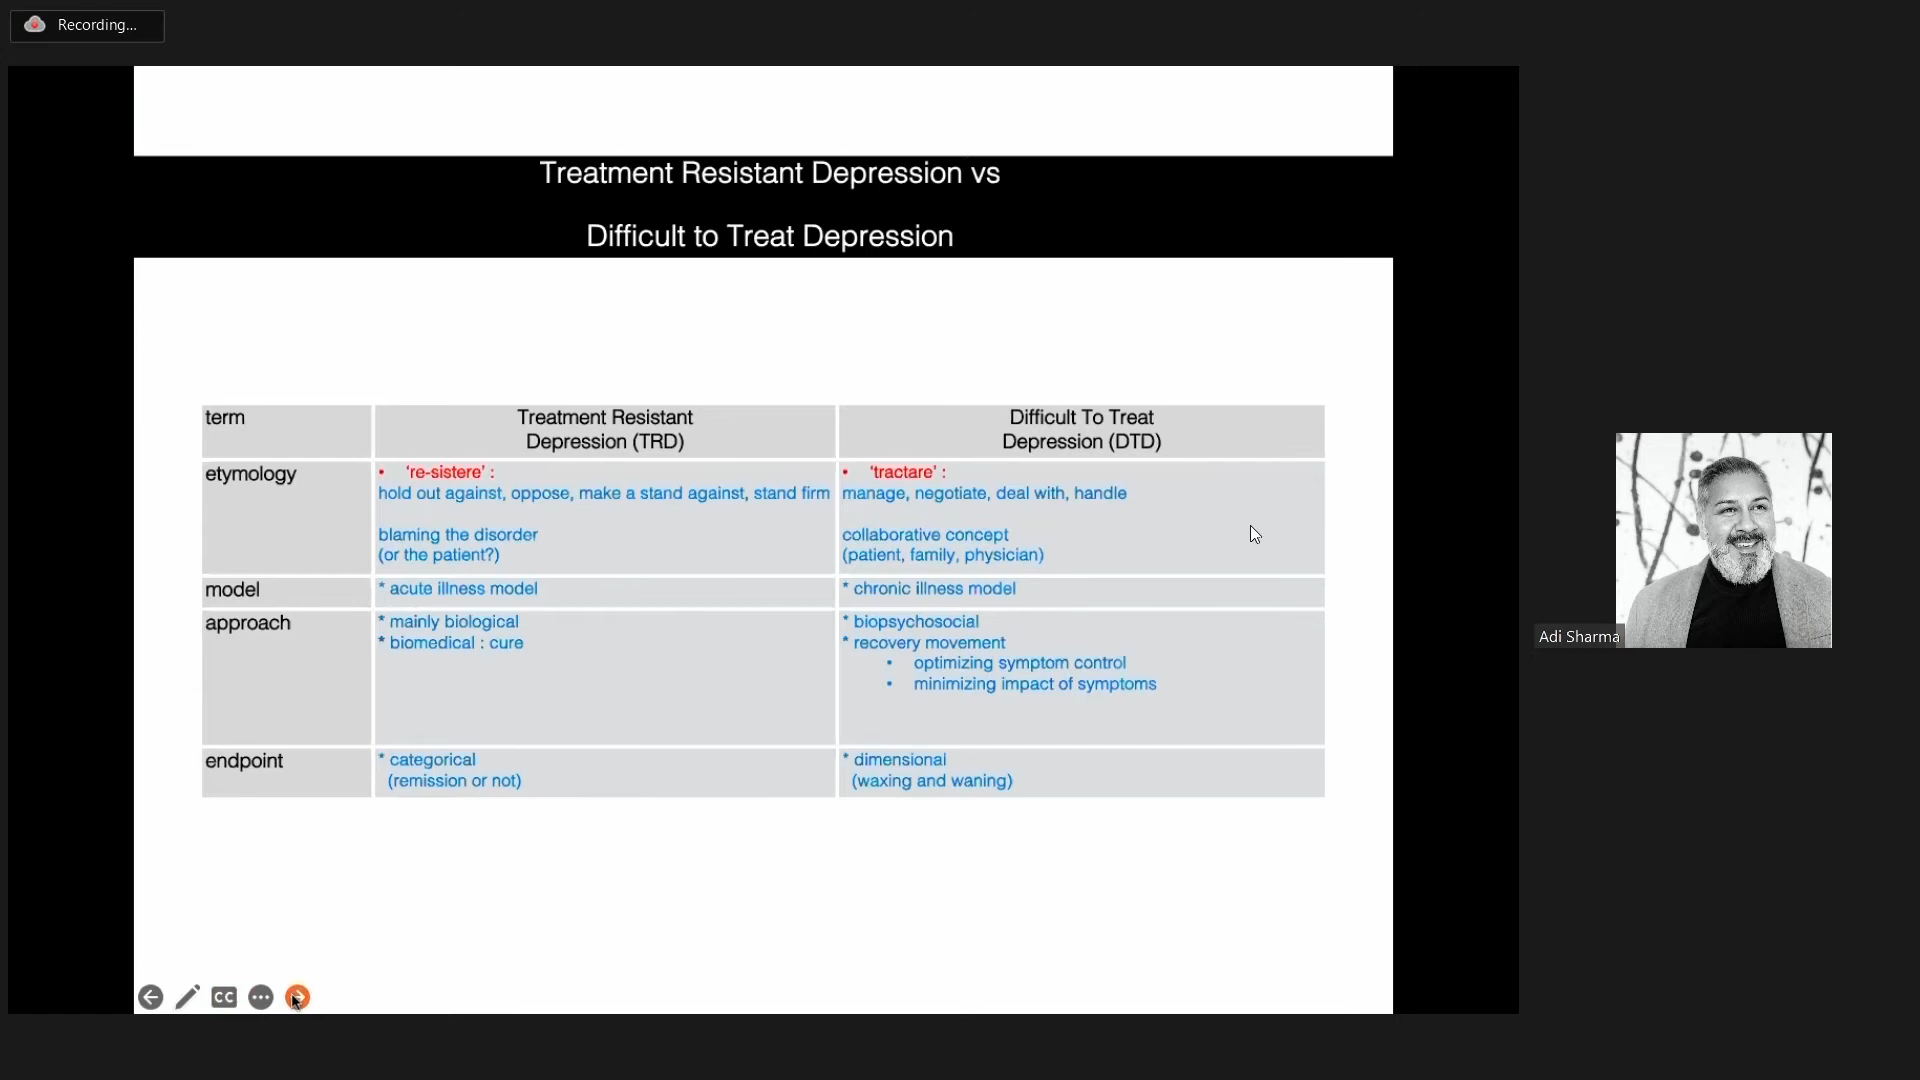 Recording...
Treatment Resistant Depression vs
Difficult to Treat Depression
term
Treatment Resistant
Depression (TRD)
Difficult To Treat
Depression (DTD)
etymology
• ‘re-sistere’ :
hold out against, oppose, make a stand against, stand firm
blaming the disorder
(or the patient?)
• ‘tractare’ :
manage, negotiate, deal with, handle
collaborative concept
(patient, family, physician)
model
* acute illness model
* chronic illness model
approach
* mainly biological
* biomedical : cure
* biopsychosocial
* recovery movement
• optimizing symptom control
• minimizing impact of symptoms
endpoint
* categorical
(remission or not)
* dimensional
(waxing and waning)
Adi Sharma
CC